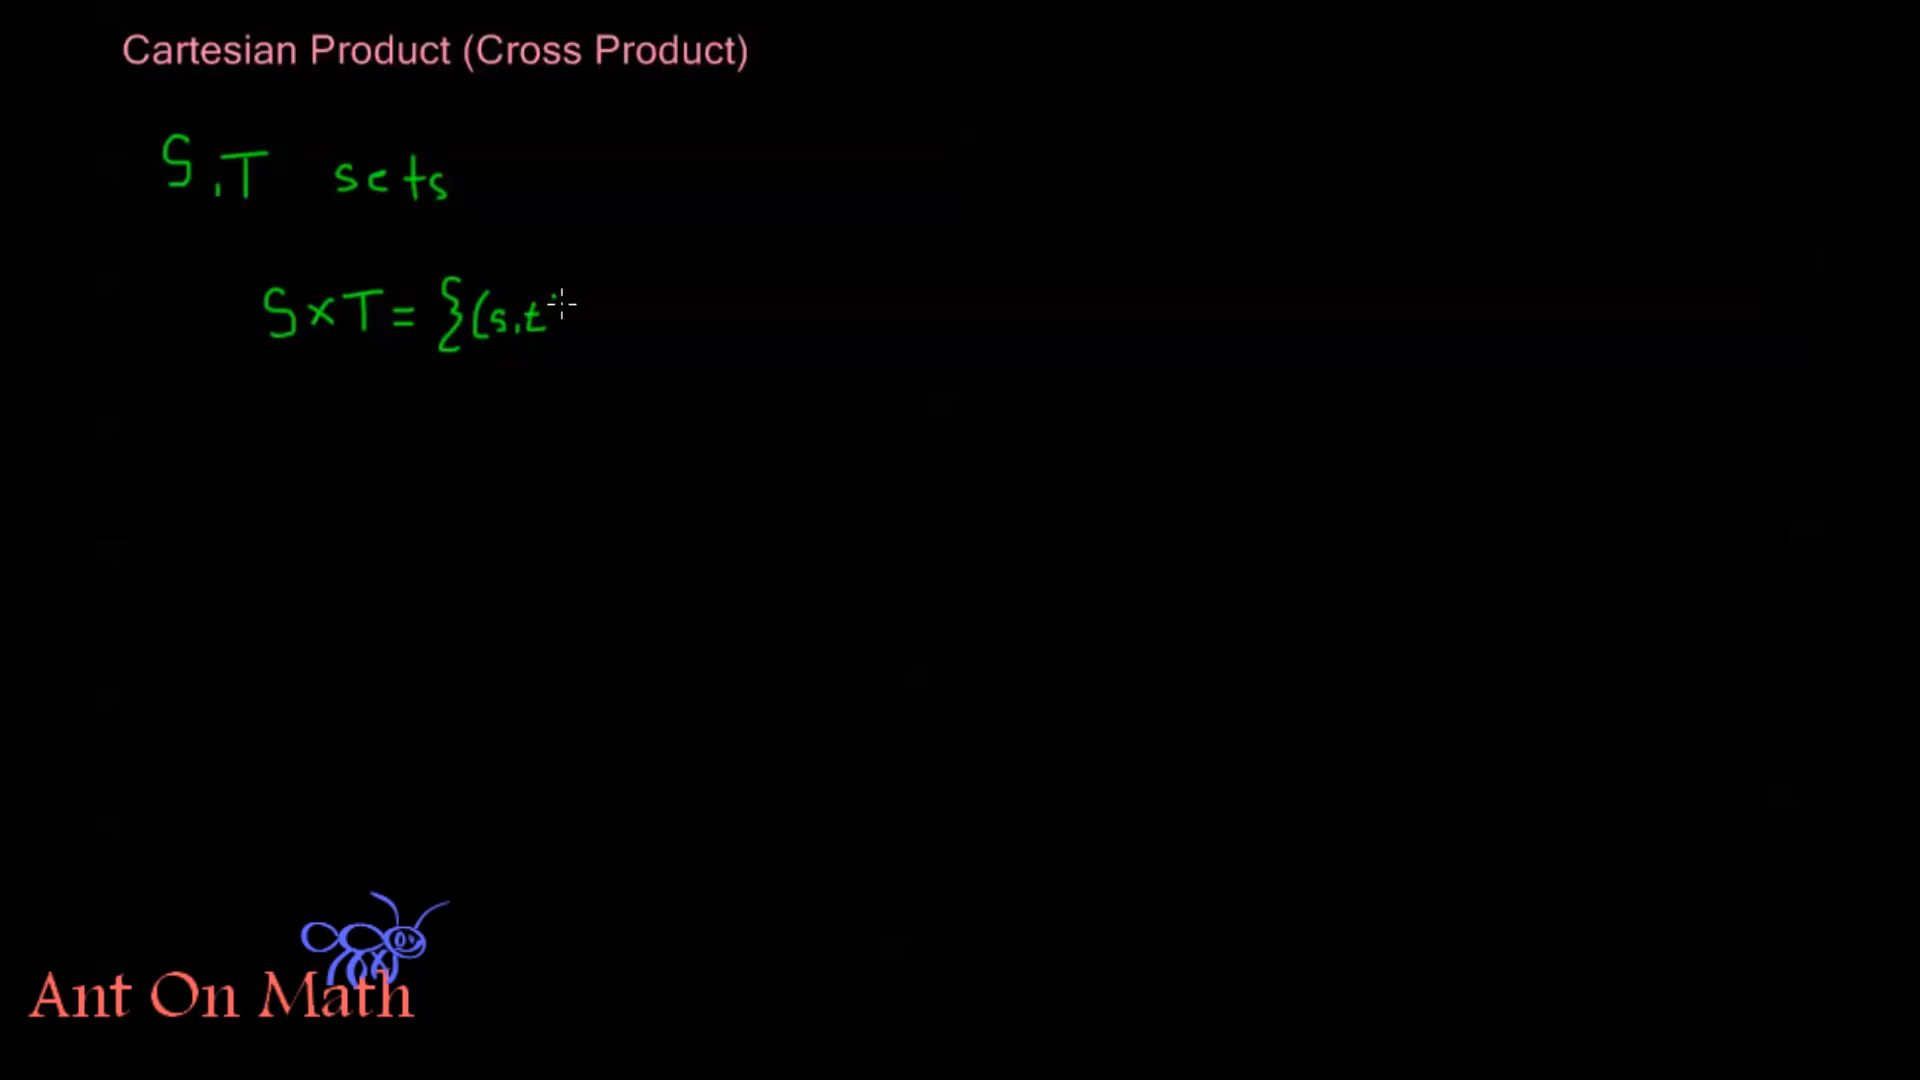 Cartesian Product (Cross Product)
S,T sets
S×T= {(s,t
Ant On Math